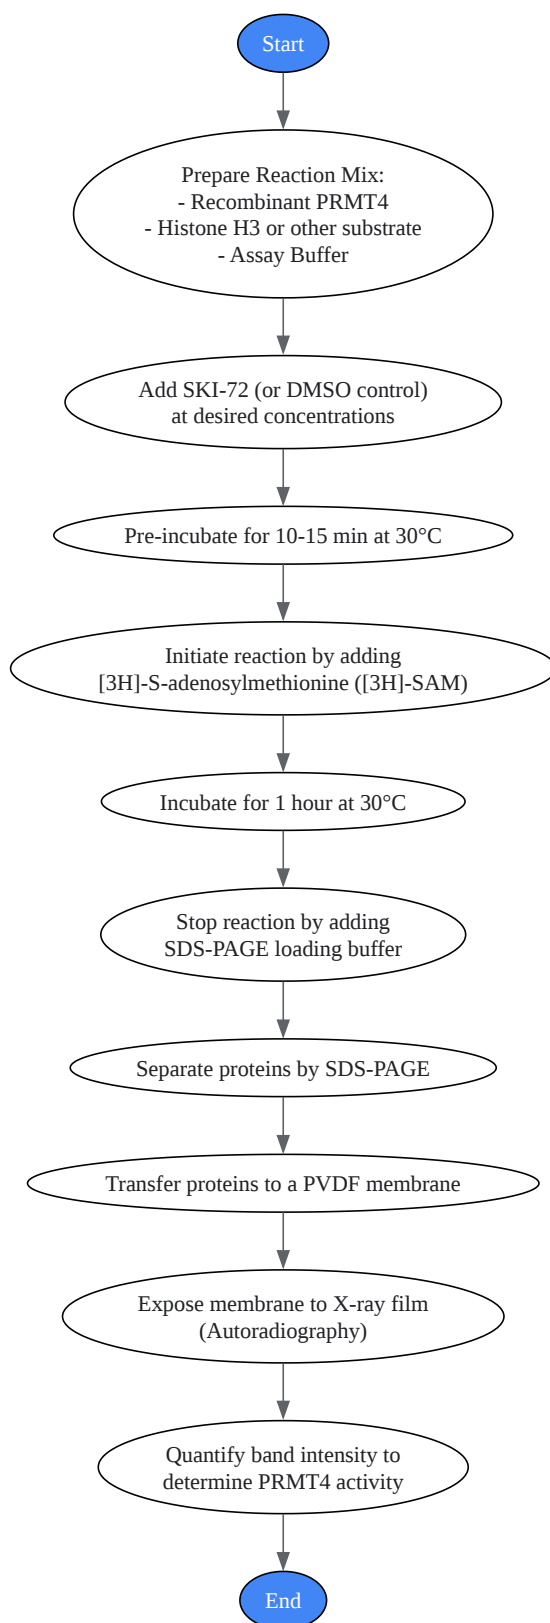 Start
Prepare Reaction Mix:
- Recombinant PRMT4
- Histone H3 or other substrate
- Assay Buffer
Add SKI-72 (or DMSO control)
at desired concentrations
Pre-incubate for 10-15 min at 30°C
Initiate reaction by adding
[3H]-S-adenosylmethionine ([3H]-SAM)
Incubate for 1 hour at 30°C
Stop reaction by adding
SDS-PAGE loading buffer
Separate proteins by SDS-PAGE
Transfer proteins to a PVDF membrane
Expose membrane to X-ray film
(Autoradiography)
Quantify band intensity to
determine PRMT4 activity
End